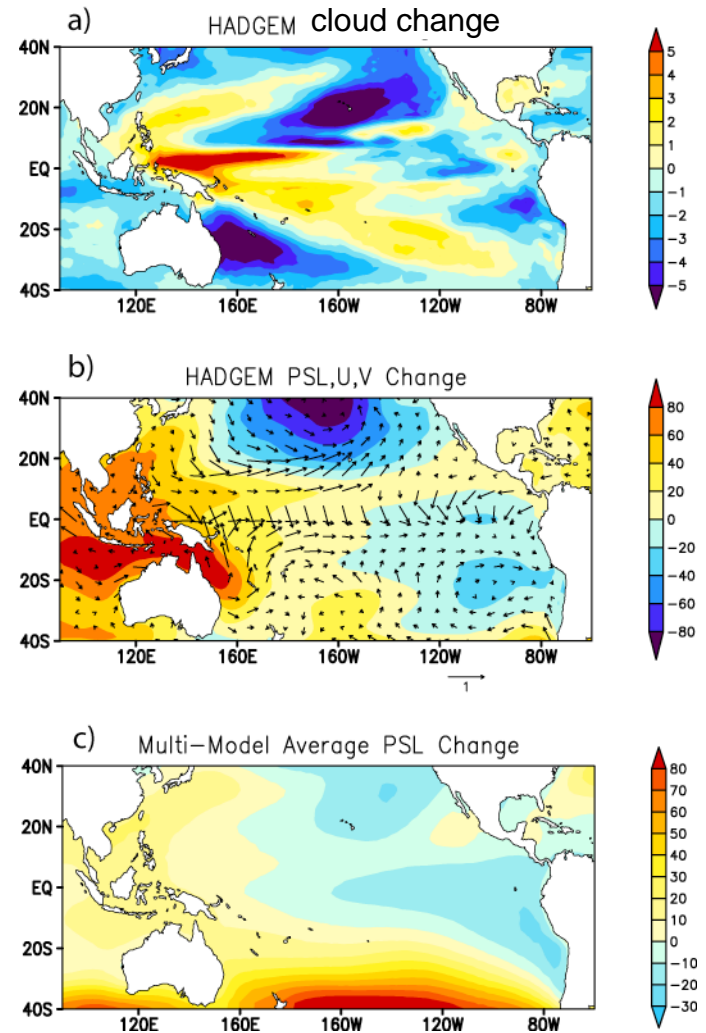 a)
HADGEM cloud change
40N
20N
EQ
20S
40S
120E 160E 160W 120W 80W
5
4
3
2
1
0
−1
−2
−3
−4
−5
b)
HADGEM PSL,U,V Change
40N
20N
EQ
20S
40S
120E 160E 160W 120W 80W
1
80
60
40
20
0
−20
−40
−60
−80
c)
Multi−Model Average PSL Change
40N
20N
EQ
20S
40S
120E 160E 160W 120W 80W
80
70
60
50
40
30
20
10
0
−10
−20
−30